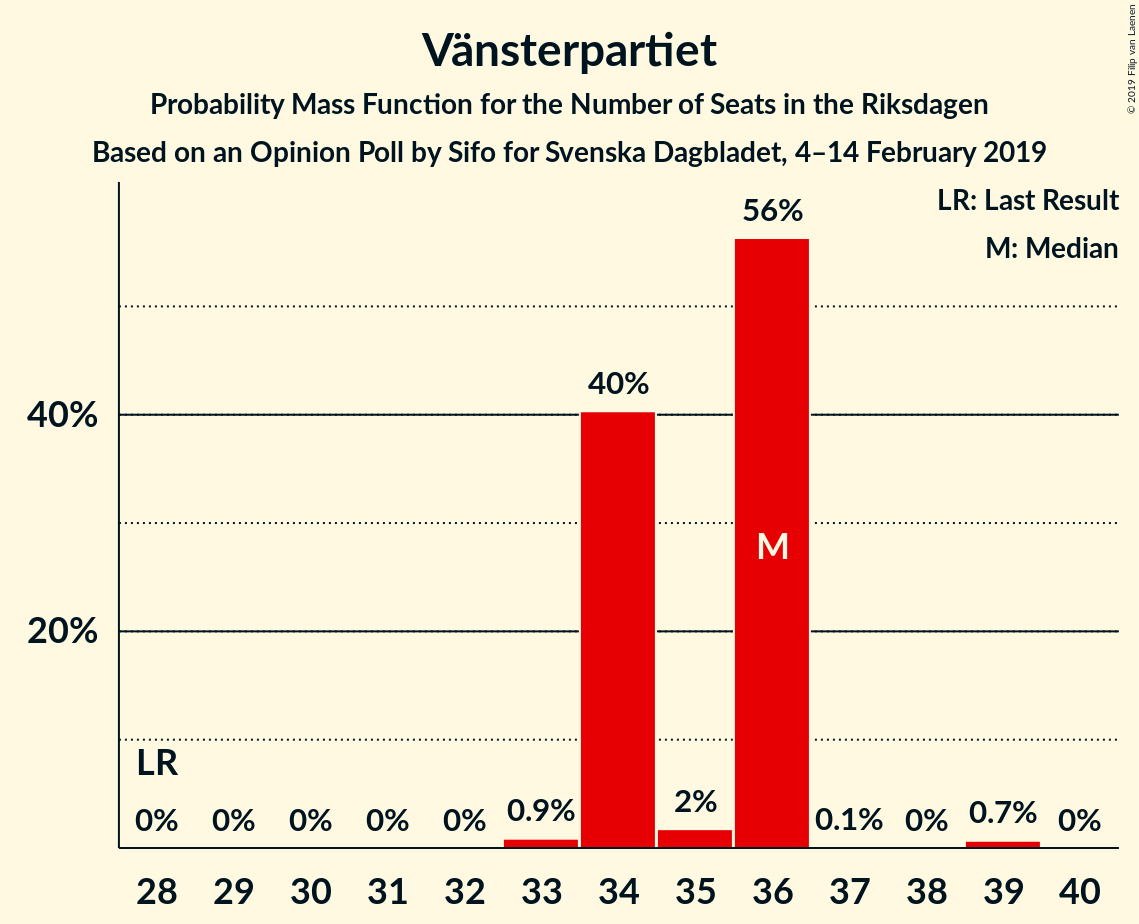 Vänsterpartiet
Probability Mass Function for the Number of Seats in the Riksdagen
Based on an Opinion Poll by Sifo for Svenska Dagbladet, 4–14 February 2019
© 2019 Filip van Laenen
LR: Last Result
M: Median
56%
40%
40%
M
20%
LR
0% 0% 0% 0% 0% 0.9% 2% 0.1% 0% 0.7% 0%
28 29 30 31 32 33 34 35 36 37 38 39 40